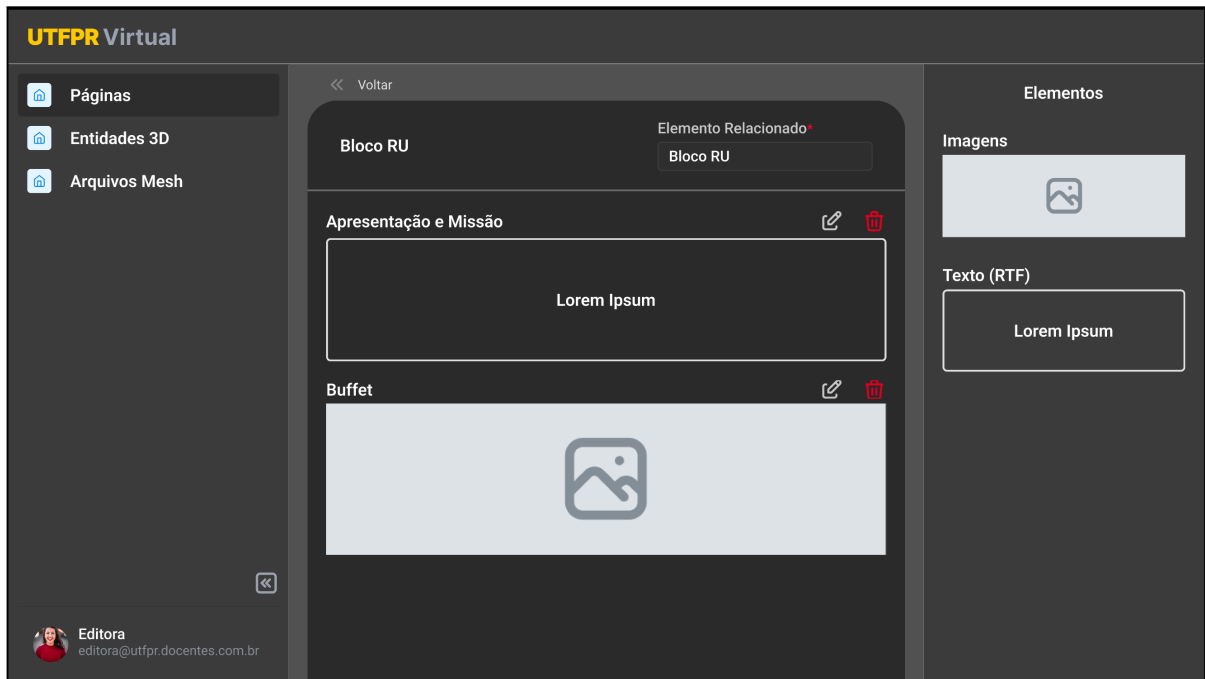 UTFPR Virtual
Páginas
Entidades 3D
Arquivos Mesh
Editora
editora@utfpr.docentes.com.br
Voltar
Bloco RU
Elemento Relacionado*
Bloco RU
Apresentação e Missão
Lorem Ipsum
Buffet
Elementos
Imagens
Texto (RTF)
Lorem Ipsum